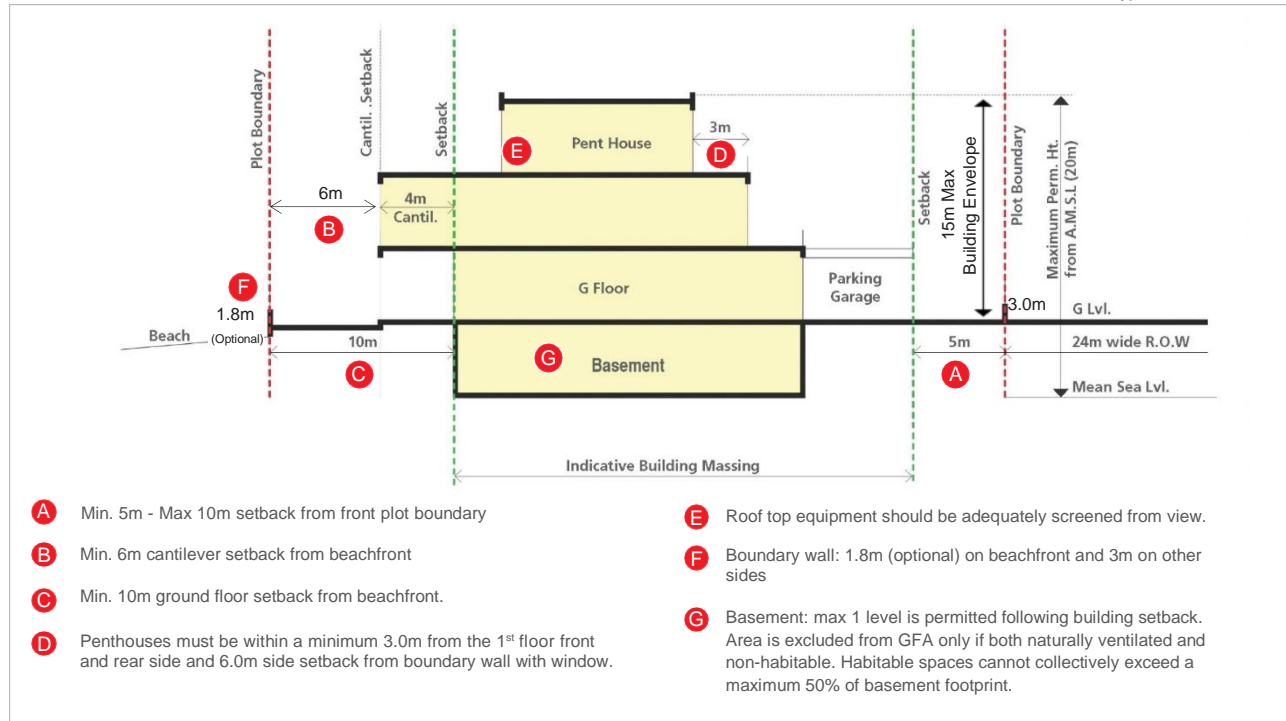 Plot Boundary
Cantil. .Setback
Setback
Pent House
E
3m
D
6m
B
4m
Cantil.
Setback
15m Max
Building Envelope
Plot Boundary
Maximum Perm. Ht.
from A.M.S.L (20m)
F
1.8m
(Optional)
Beach
G Floor
Parking
Garage
3.0m
G Lvl.
10m
C
G
Basement
5m
A
24m wide R.O.W
Mean Sea Lvl.
Indicative Building Massing
A Min. 5m - Max 10m setback from front plot boundary
B Min. 6m cantilever setback from beachfront
C Min. 10m ground floor setback from beachfront.
D Penthouses must be within a minimum 3.0m from the 1st floor front
and rear side and 6.0m side setback from boundary wall with window.
E Roof top equipment should be adequately screened from view.
F Boundary wall: 1.8m (optional) on beachfront and 3m on other
sides
G Basement: max 1 level is permitted following building setback.
Area is excluded from GFA only if both naturally ventilated and
non-habitable. Habitable spaces cannot collectively exceed a
maximum 50% of basement footprint.